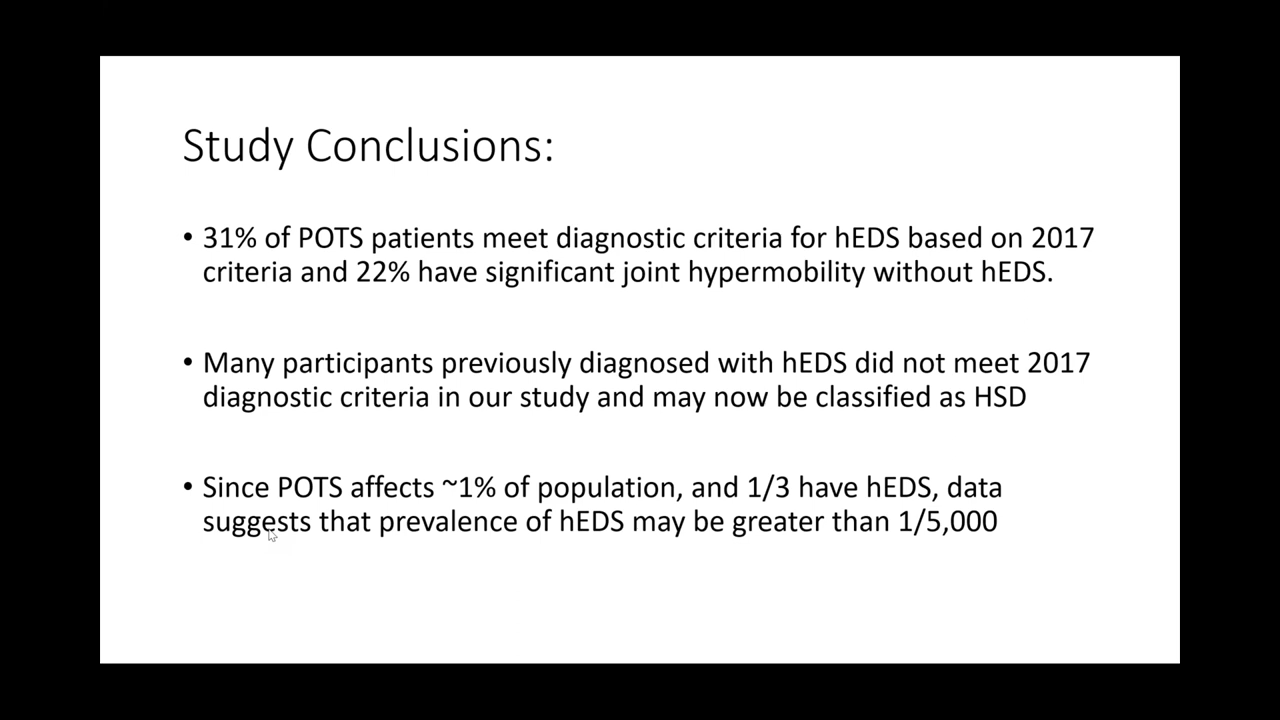 Study Conclusions:
• 31% of POTS patients meet diagnostic criteria for hEDS based on 2017
criteria and 22% have significant joint hypermobility without hEDS.
• Many participants previously diagnosed with hEDS did not meet 2017
diagnostic criteria in our study and may now be classified as HSD
• Since POTS affects ~1% of population, and 1/3 have hEDS, data
suggests that prevalence of hEDS may be greater than 1/5,000